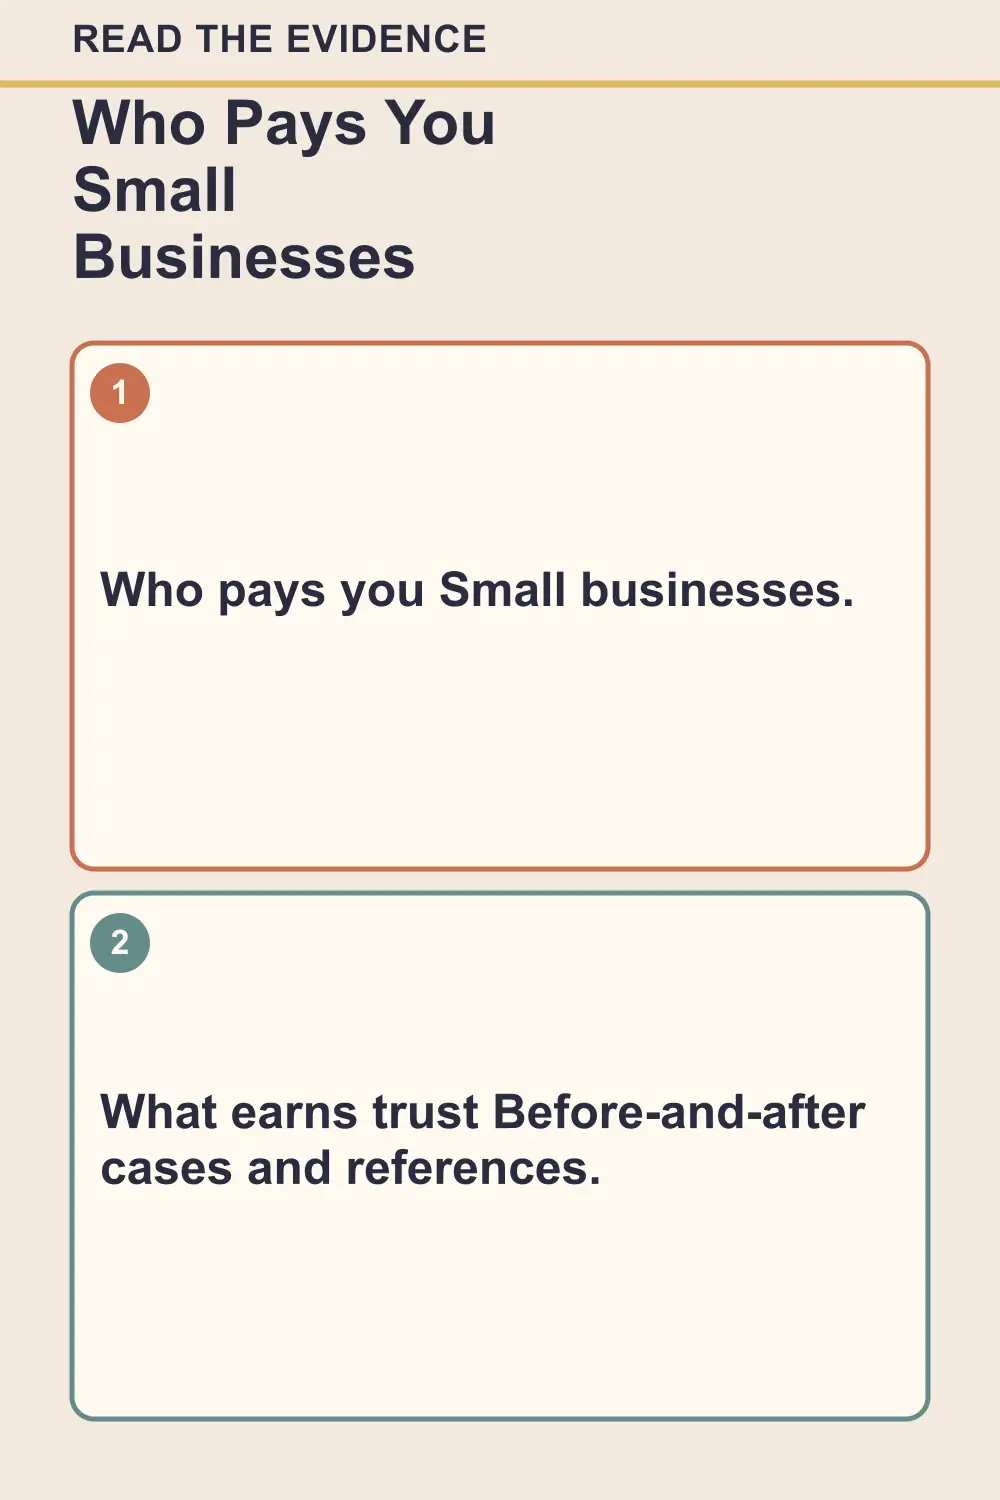 READ THE EVIDENCE
Who Pays You
Small
Businesses
1
Who pays you Small businesses.
2
What earns trust Before-and-after
cases and references.